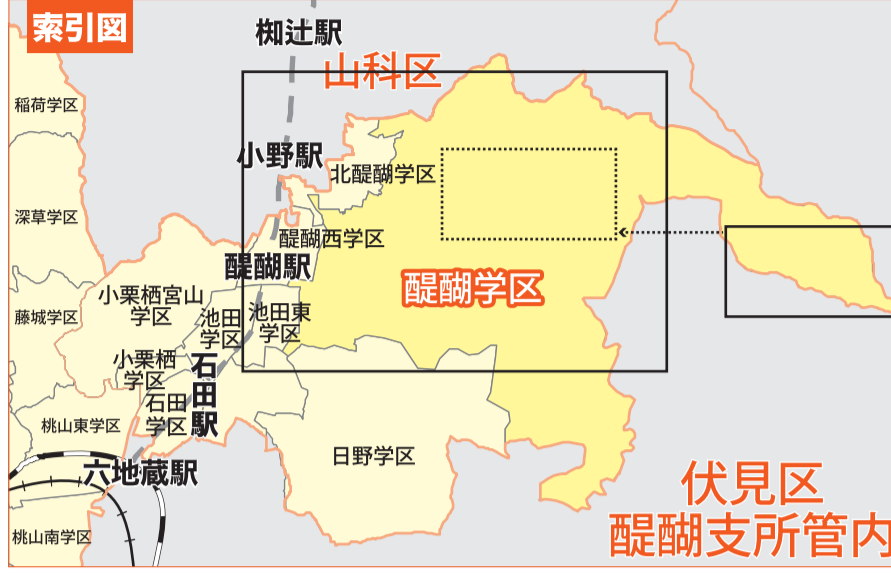 索引図
椥辻駅
山科区
稲荷学区
小野駅
北醍醐学区
深草学区
醍醐西学区
醍醐駅
醍醐学区
小栗栖宮山
学区
藤城学区
池田
学区
池田東
学区
小栗栖
学区
石田駅
石田
学区
桃山東学区
日野学区
六地蔵駅
伏見区
醍醐支所管内
桃山南学区